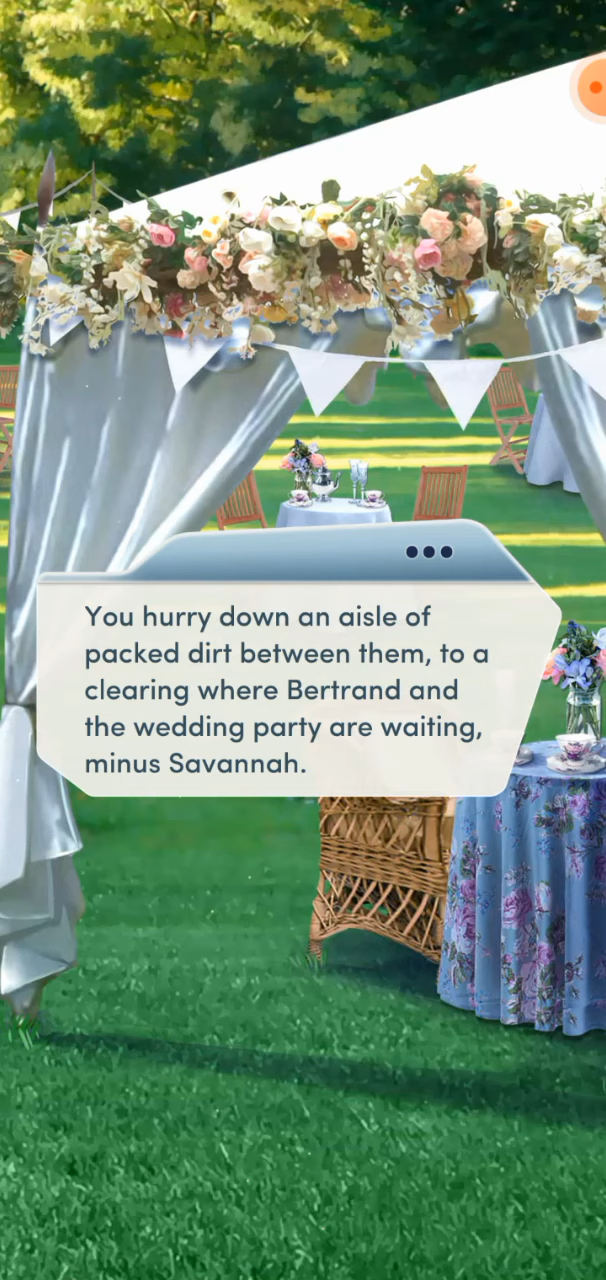 You hurry down an aisle of
packed dirt between them, to a
clearing where Bertrand and
the wedding party are waiting,
minus Savannah.